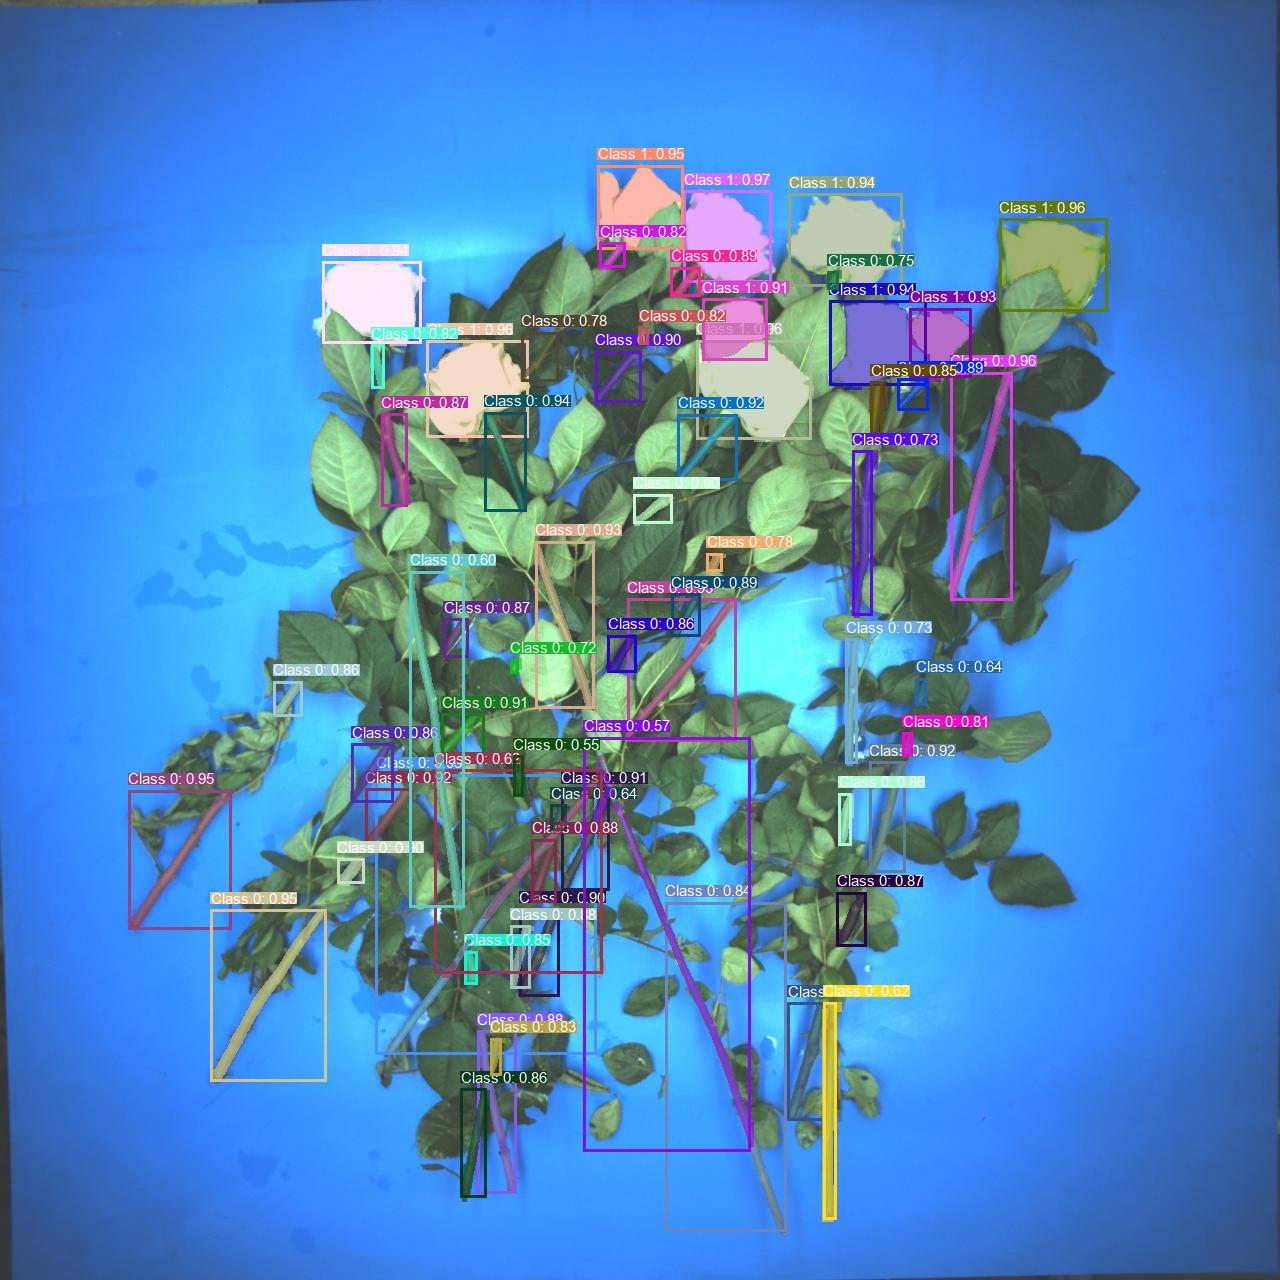 Class 1: 0.95
Class 1: 0.97
Class 1: 0.94
Class 1: 0.96
Class 0: 0.82
Class 1: 0.94
Class 0: 0.89
Class 0: 0.75
Class 1: 0.91
Class 1: 0.94
Class 1: 0.93
Class 0: 0.78
Class 0: 0.82
Class 0: 0.82
1: 0.96
Class 0: 0.90
0.96
0.96
Class 0: 0.85
0.89
Class 0: 0.87
Class 0: 0.94
Class 0: 0.92
Class 0: 0.73
Class 0: 0.90
Class 0: 0.93
Class 0: 0.78
Class 0: 0.60
Class 0: 0.89
Class
Class 0: 0.87
Class 0: 0.86
Class 0: 0.73
Class 0: 0.72
Class 0: 0.86
Class 0: 0.64
Class 0: 0.91
Class 0: 0.57
Class 0: 0.81
Class 0: 0.86
Class 0: 0.55
Class 0: 0.92
Class 0: 0.95
Class 0: 0.92
Class 0: 0.91
Class 0: 0.86
Class 0: 0.64
Class 0: 0.88
Class 0: 0.90
Class 0: 0.87
Class 0: 0.95
Class 0: 0.84
Class 0: 0.90
Class 0: 0.88
Class 0: 0.85
Class
Class 0: 0.62
0.88
Class 0: 0.83
Class 0: 0.86